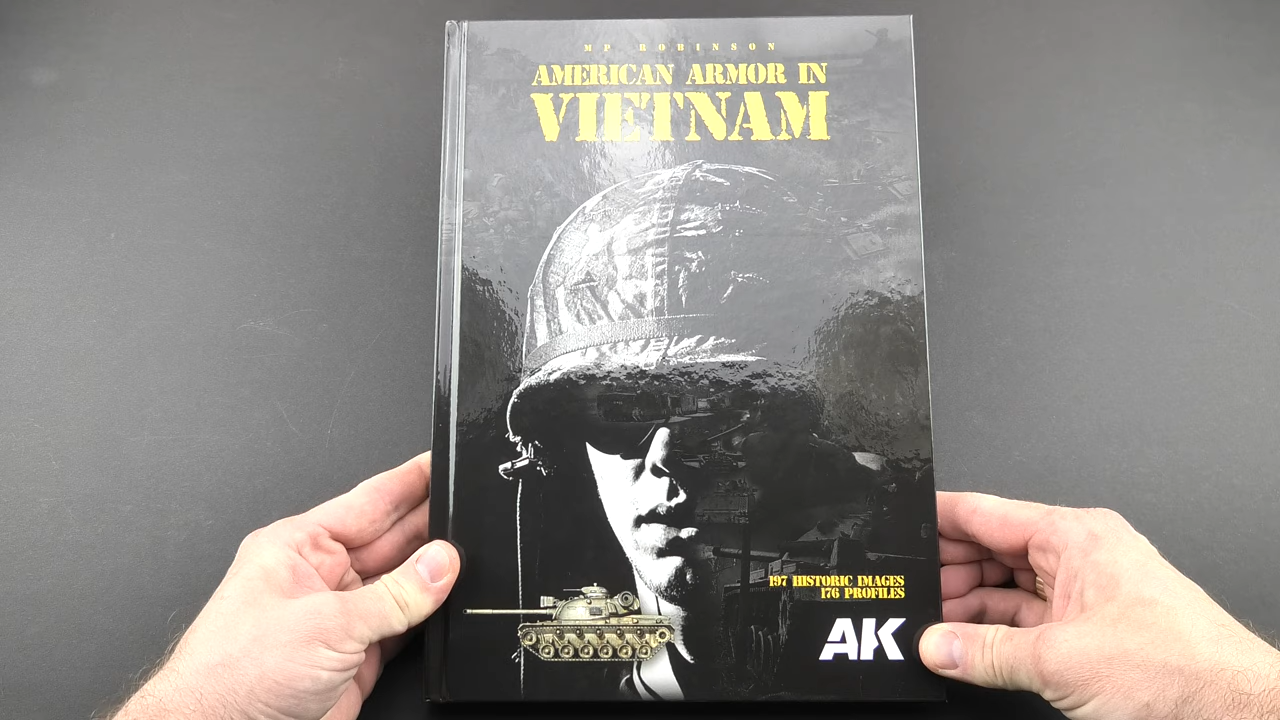 MP ROBINSON
AMERICAN ARMOR IN
VIETNAM
197 HISTORIC IMAGES
176 PROFILES
AK